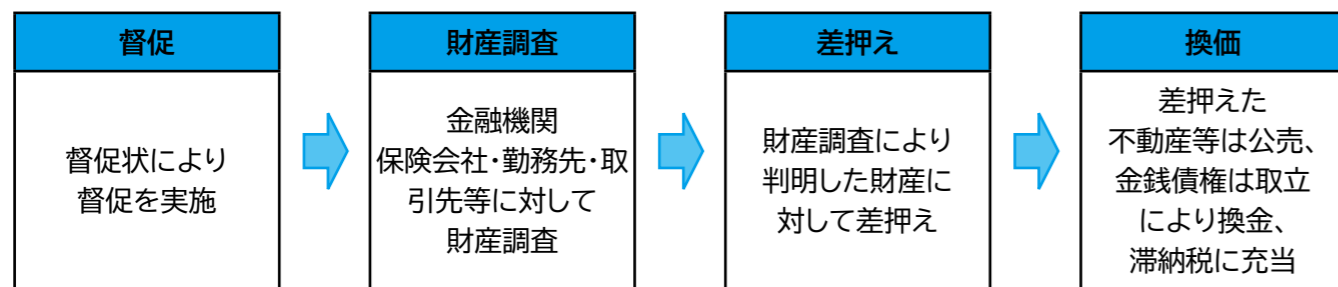 督促
督促状により
督促を実施
財産調査
金融機関
保険会社・勤務先・取
引先等に対して
財産調査
差押え
財産調査により
判明した財産に
対して差押え
換価
差押えた
不動産等は公売、
金銭債権は取立
により換金、
滞納税に充当